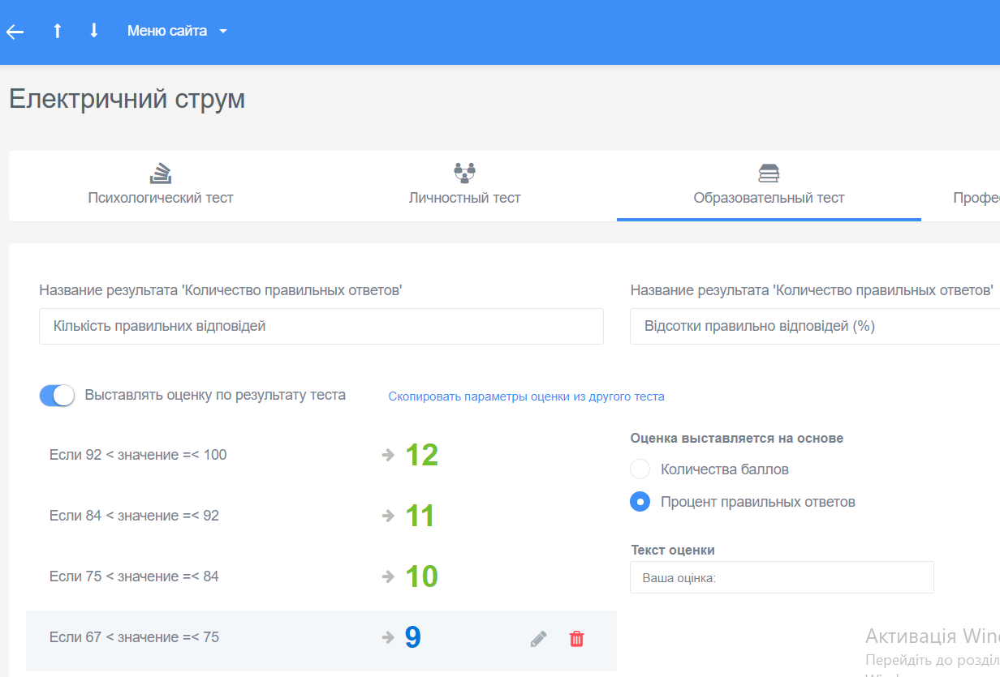 Меню сайта
Електричний струм
Психологический тест
Личностный тест
Образовательный тест
Название результата 'Количество правильных ответов'
Название результата 'Количество правильных ответов'
Кількість правильних відповідей
Відсотки правильно відповідей (%)
Выставлять оценку по результату теста
Скопировать параметры оценки из другого теста
Если 92 < значение =< 100
12
Если 84 < значение =< 92
11
Если 75 < значение =< 84
10
Если 67 < значение =< 75
9
Оценка выставляется на основе
Количества баллов
Процент правильных ответов
Текст оценки
Ваша оцінка:
Активація
Перейдіть до